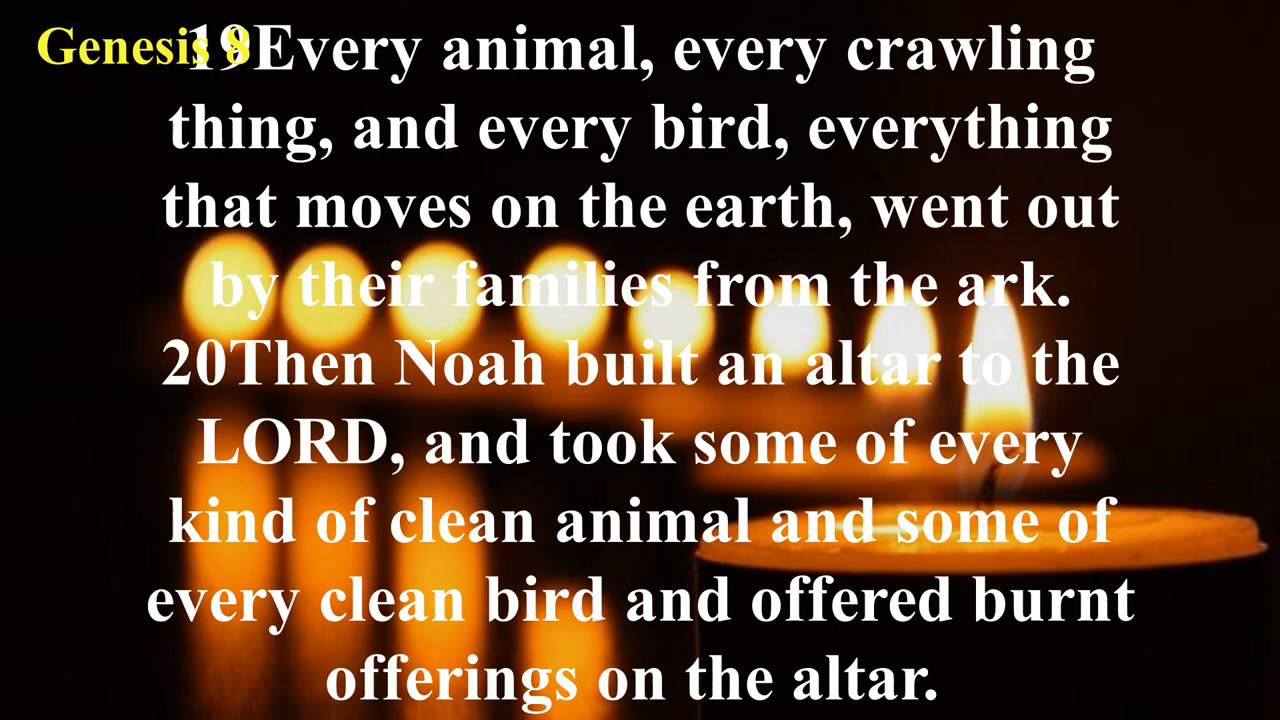 Genesis 8
19Every animal, every crawling
thing, and every bird, everything
that moves on the earth, went out
by their families from the ark.
20Then Noah built an altar to the
LORD, and took some of every
kind of clean animal and some of
every clean bird and offered burnt
offerings on the altar.